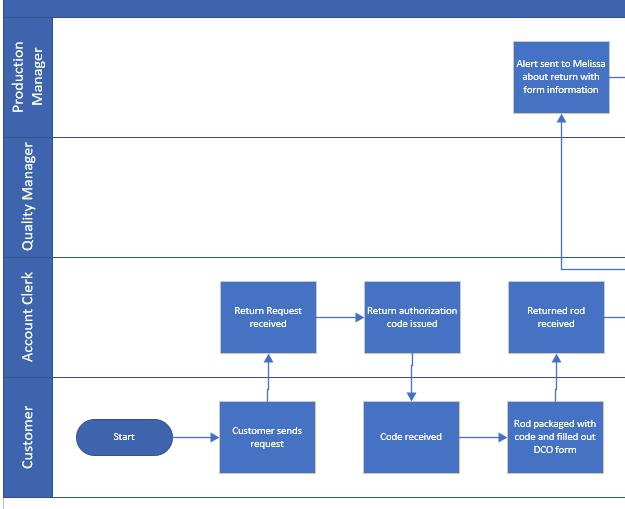 Production
Manager
Alert sent to Melissa
about return with
form information
Quality Manager
Account Clerk
Return Request
received
Return authorization
code issued
Returned rod
received
Customer
Start
Customer sends
request
Code received
Rod packaged with
code and filled out
DCO form